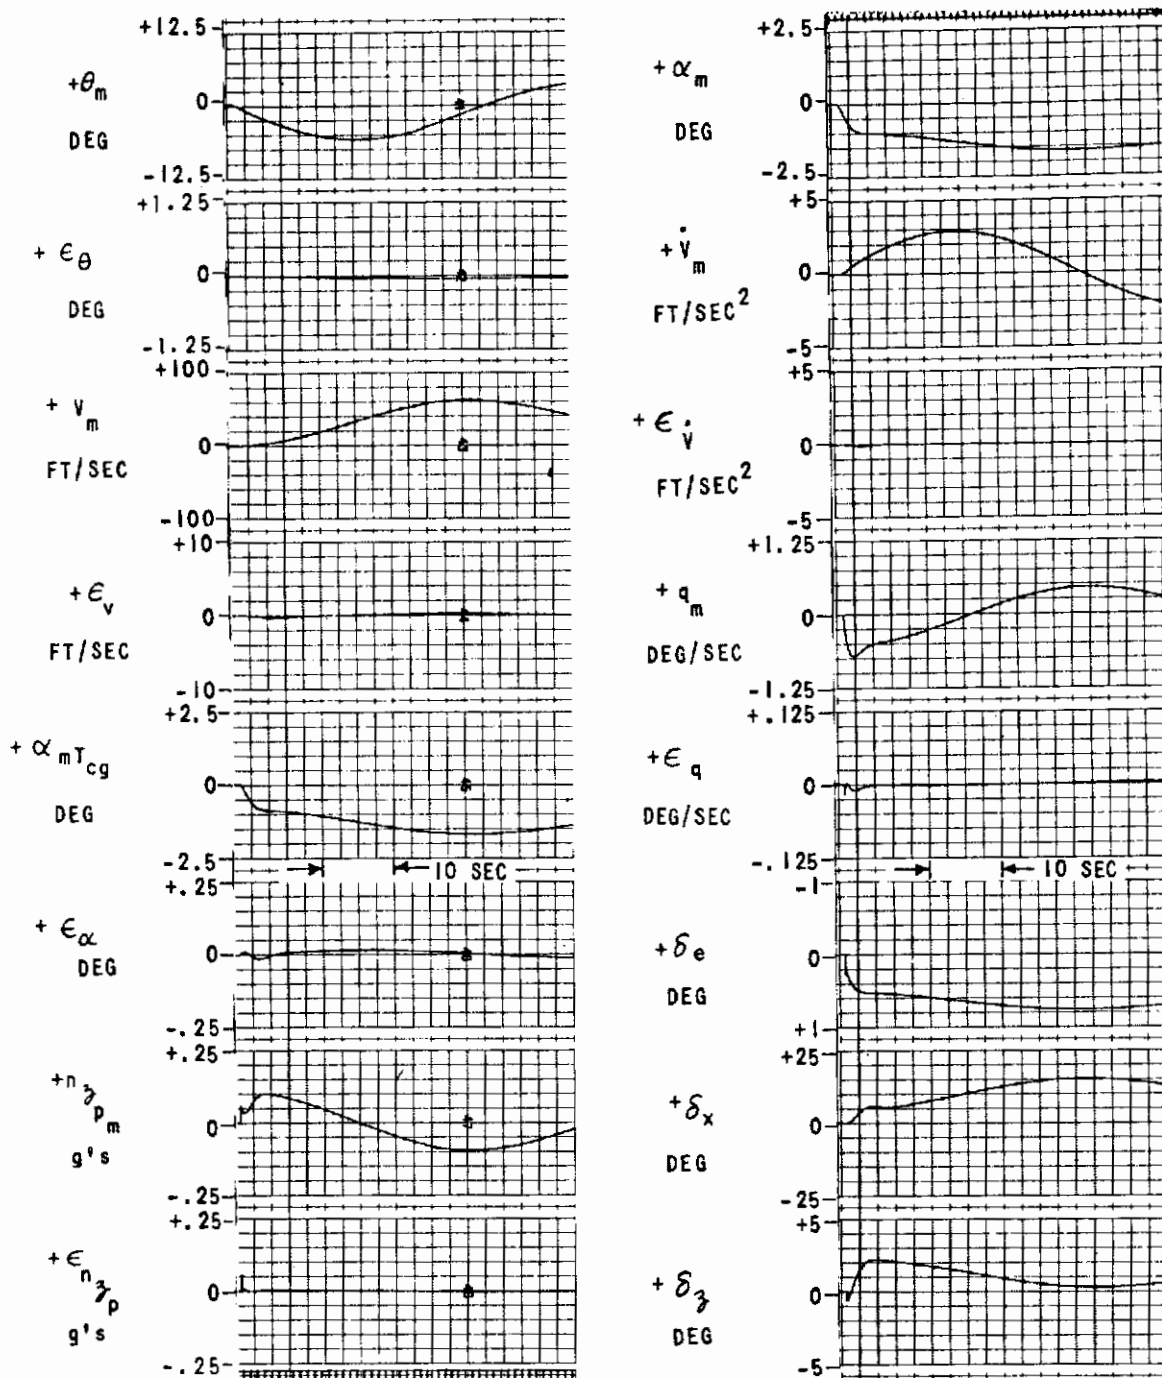 +12.5
+θm
0
DEG
-12.5
+1.25
+ εθ
0
DEG
-1.25
+100
+ Vm
0
FT/SEC
-100
+10
+ εv
0
FT/SEC
-10
+2.5
+ αmTcg
0
DEG
-2.5
10 SEC
+.25
+ εα
0
DEG
-.25
+.25
+nzpm
0
g's
-.25
+.25
+ εnzp
0
g's
-.25
+2.5
+ αm
0
DEG
-2.5
+5
+ V̇m
0
FT/SEC²
-5
+5
+ εV̇
0
FT/SEC²
-5
+1.25
+ qm
0
DEG/SEC
-1.25
+.125
+εq
0
DEG/SEC
-.125
10 SEC
-1
+δe
0
DEG
+1
+25
+δx
0
DEG
-25
+5
+ δz
0
DEG
-5